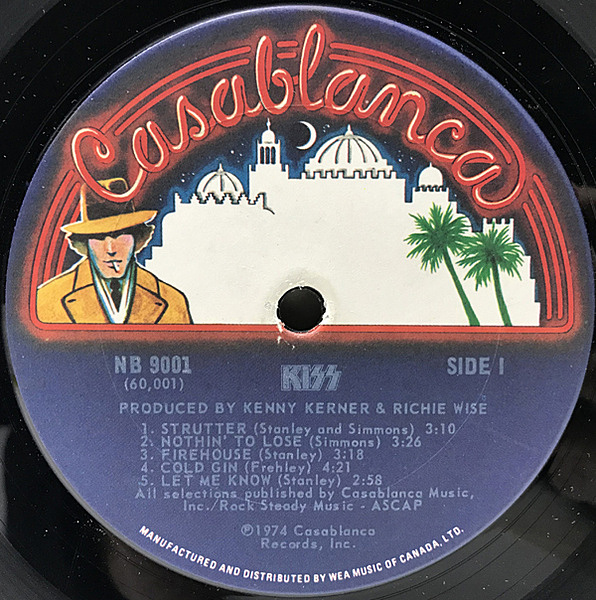 Casablanca
NB 9001
(60,001)
KISS
SIDE 1
PRODUCED BY KENNY KERNER & RICHIE WISE
1. STRUTTER (Stanley and Simmons) 3:10
2. NOTHIN' TO LOSE (Simmons) 3:26
3. FIREHOUSE (Stanley) 3:18
4. COLD GIN (Frehley) 4:21
5. LET ME KNOW (Stanley) 2:58
All selections published by Casablanca Music,
Inc./Rock Steady Music - ASCAP
℗1974 Casablanca
Records, Inc.
MANUFACTURED AND DISTRIBUTED BY WEA MUSIC OF CANADA, LTD.